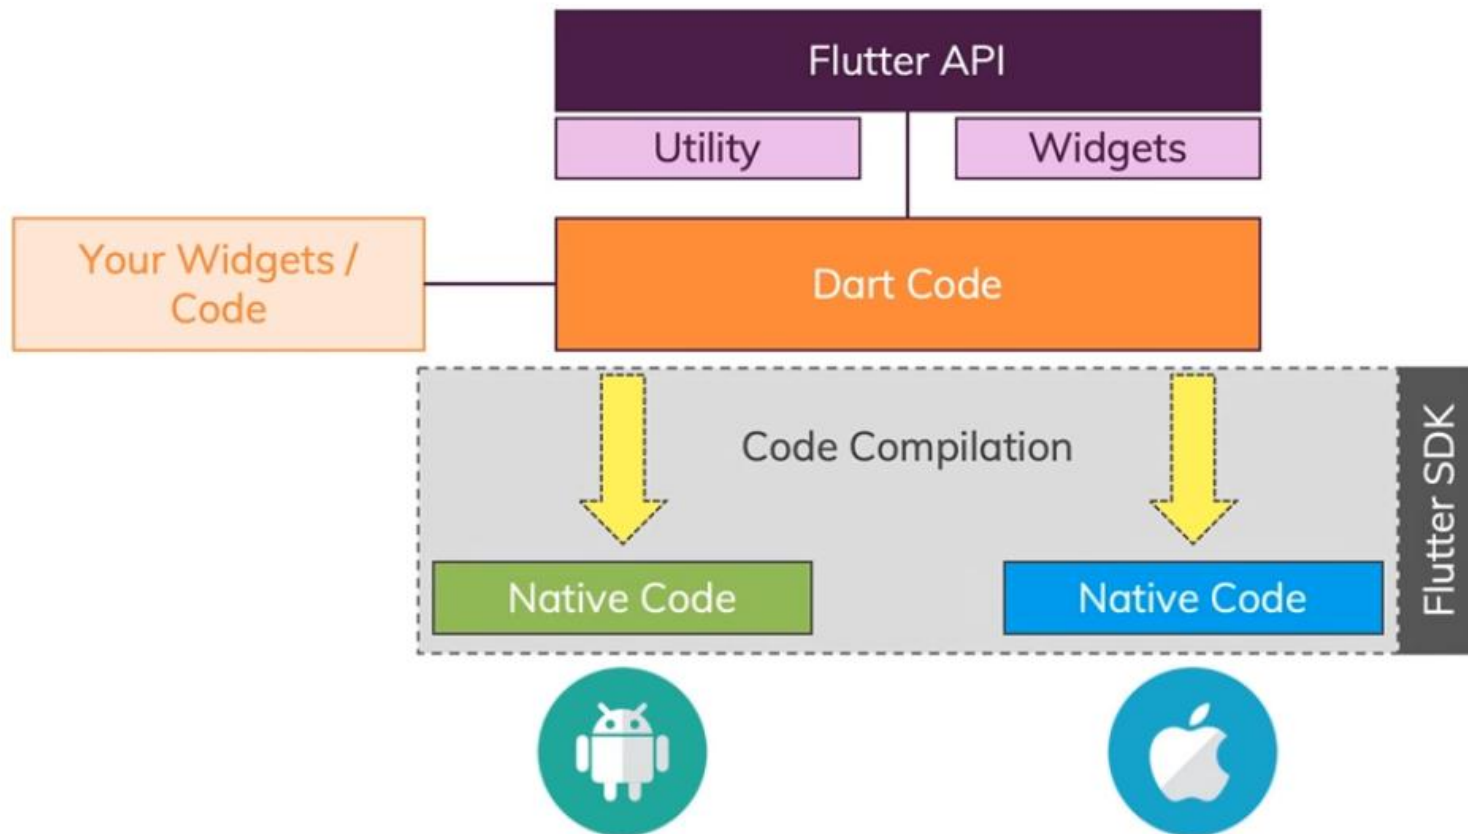 Flutter API
Utility
Widgets
Your Widgets /
Code
Dart Code
Code Compilation
Flutter SDK
Native Code
Native Code